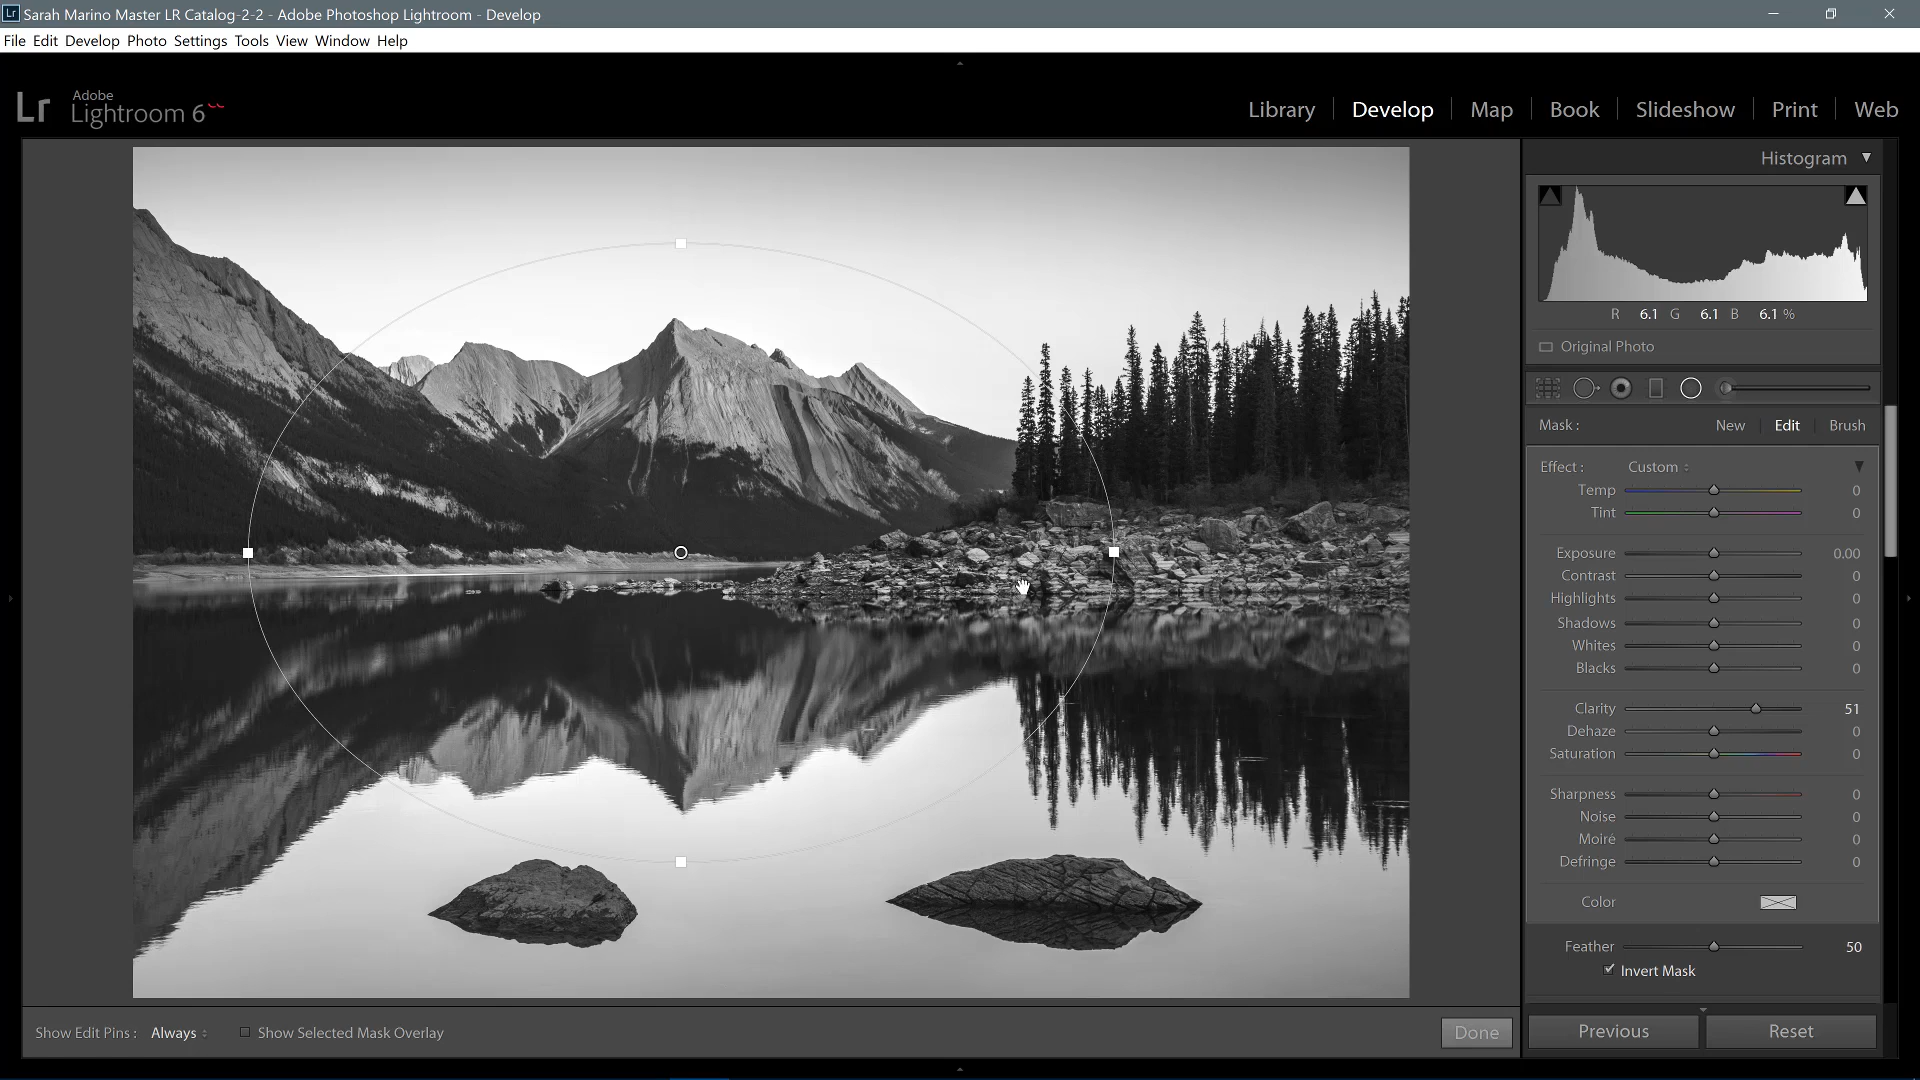 Lr Sarah Marino Master LR Catalog-2-2 - Adobe Photoshop Lightroom - Develop
File Edit Develop Photo Settings Tools View Window Help
Lr Adobe
Lightroom 6
Library Develop Map Book Slideshow Print Web
Histogram
R 6.1 G 6.1 B 6.1 %
Original Photo
Mask : New Edit Brush
Effect : Custom
Temp 0
Tint 0
Exposure 0.00
Contrast 0
Highlights 0
Shadows 0
Whites 0
Blacks 0
Clarity 51
Dehaze 0
Saturation 0
Sharpness 0
Noise 0
Moiré 0
Defringe 0
Color
Feather 50
Invert Mask
Show Edit Pins : Always Show Selected Mask Overlay Done
Previous Reset